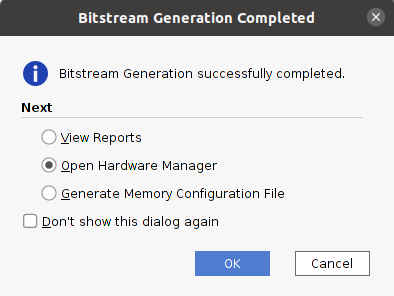 Bitstream Generation Completed
Bitstream Generation successfully completed.
Next
View Reports
Open Hardware Manager
Generate Memory Configuration File
Don't show this dialog again
OK
Cancel